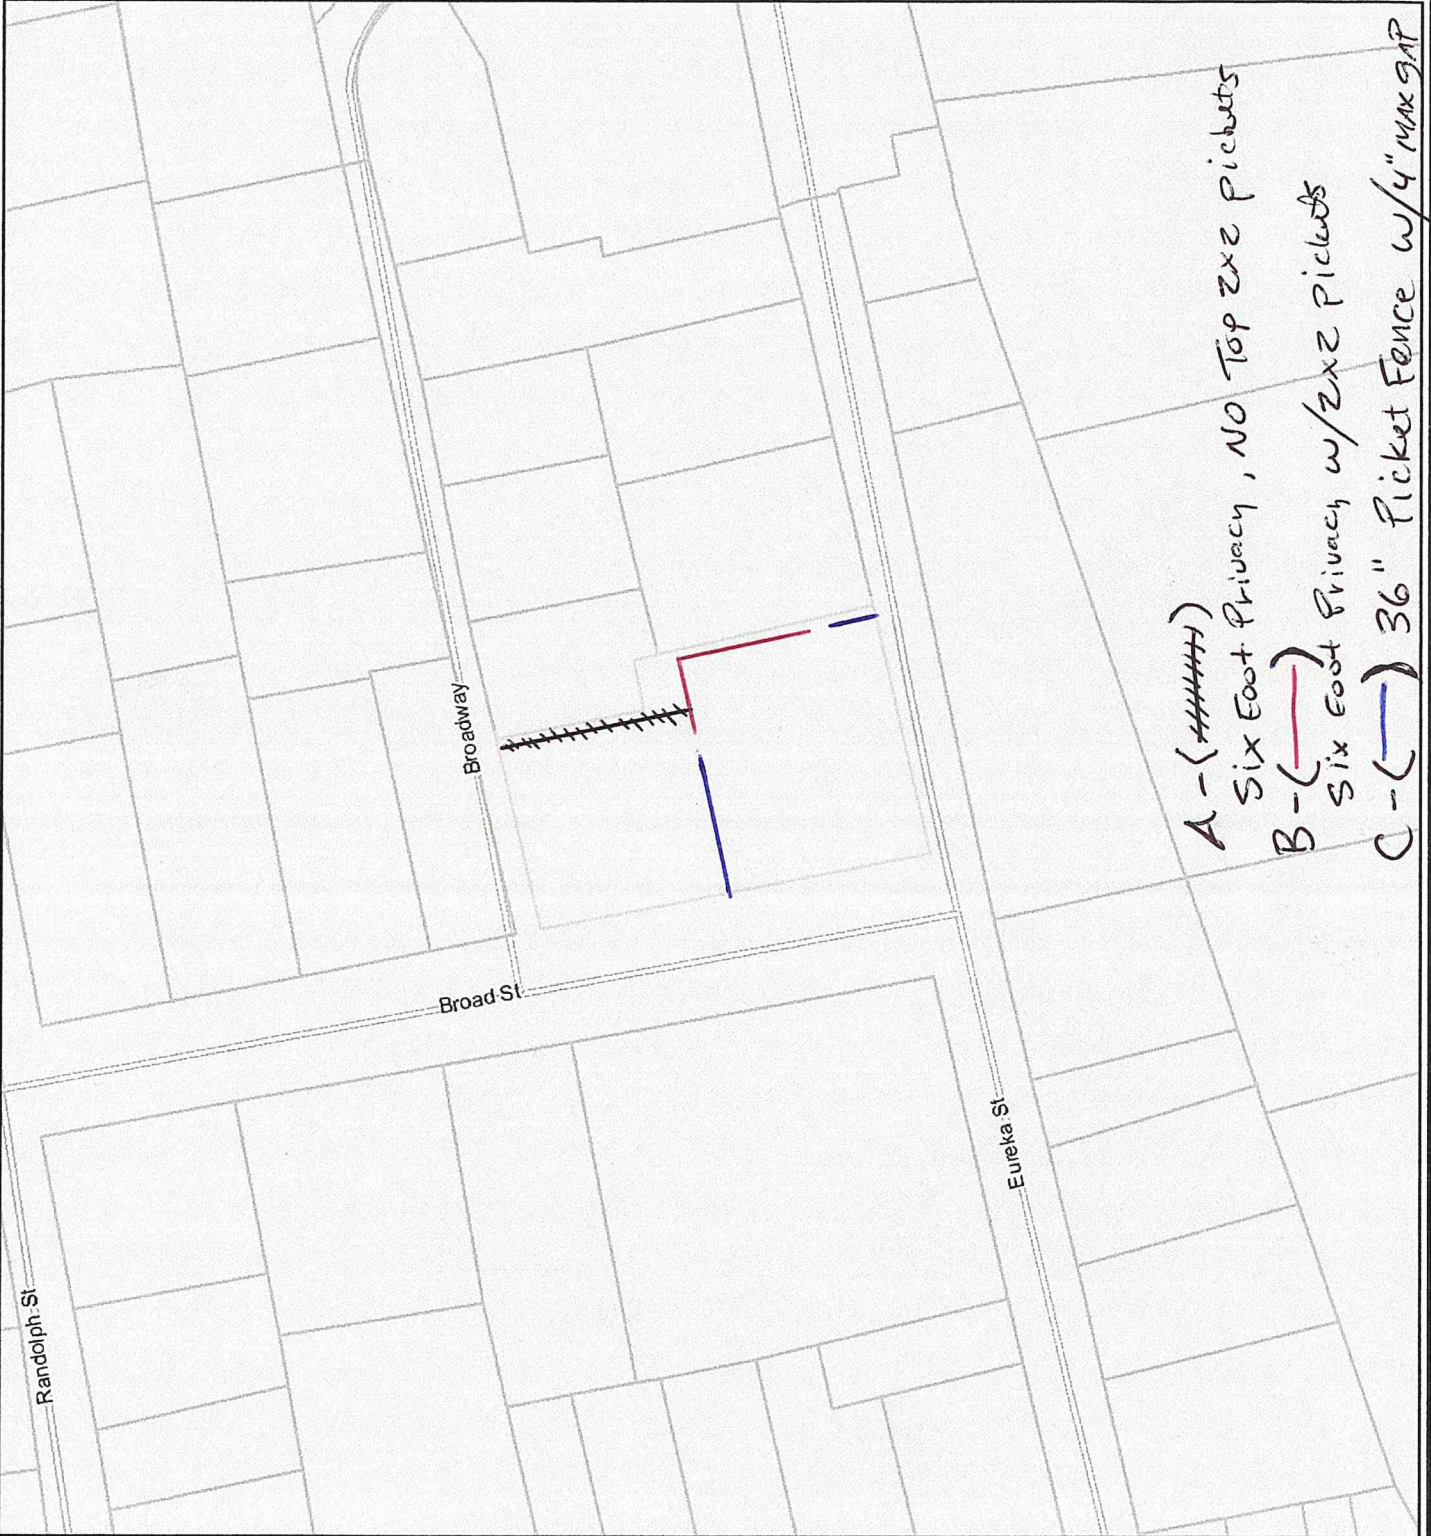 Broadway
Broad St
Eureka St
Randolph St
A - (
Six Foot Privacy, NO Top 2x2 pickets
B - ( )
Six Foot Privacy w/2x2 pickets
C - ( ) 36" Picket Fence w/4" MAX gap